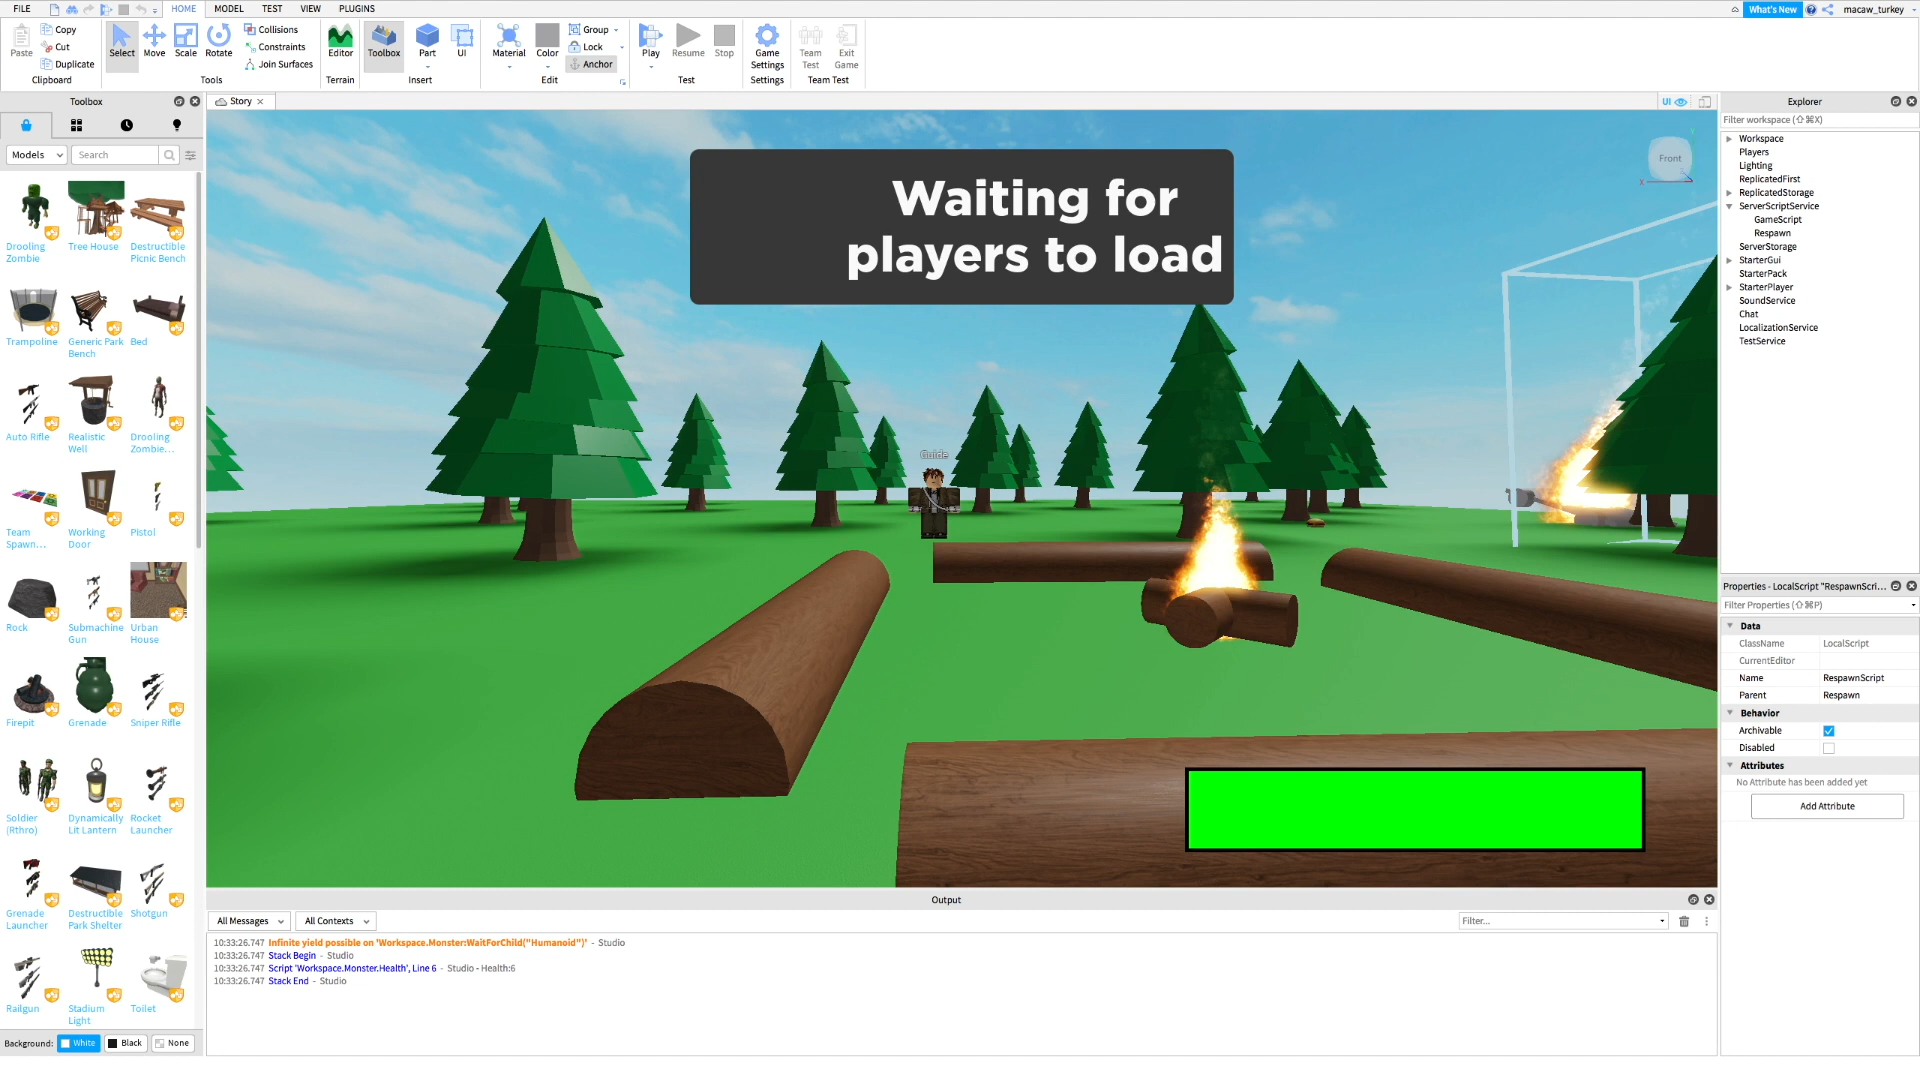 FILE HOME MODEL TEST VIEW PLUGINS What's New macaw_turkey
Paste Copy Cut Duplicate Clipboard
Select Move Scale Rotate Collisions Constraints Join Surfaces Tools
Editor Terrain
Toolbox Part UI Insert
Material Color Group Lock Anchor Edit
Play Resume Stop Test
Game Settings Settings
Team Test Exit Game Team Test
Toolbox
Models Search
Drooling Zombie
Tree House
Destructible Picnic Bench
Trampoline
Generic Park Bench
Bed
Auto Rifle
Realistic Well
Drooling Zombie...
Team Spawn...
Working Door
Pistol
Rock
Submachine Gun
Urban House
Firepit
Grenade
Sniper Rifle
Soldier (Rthro)
Dynamically Lit Lantern
Rocket Launcher
Grenade Launcher
Destructible Park Shelter
Shotgun
Railgun
Stadium Light
Toilet
Background: White Black None
Story
UI
Waiting for
players to load
Front
X
Guide
Output
All Messages All Contexts Filter...
10:33:26.747 Infinite yield possible on 'Workspace.Monster:WaitForChild("Humanoid")' - Studio
10:33:26.747 Stack Begin - Studio
10:33:26.747 Script 'Workspace.Monster.Health', Line 6 - Studio - Health:6
10:33:26.747 Stack End - Studio
Explorer
Filter workspace (⇧⌘X)
Workspace
Players
Lighting
ReplicatedFirst
ReplicatedStorage
ServerScriptService
GameScript
Respawn
ServerStorage
StarterGui
StarterPack
StarterPlayer
SoundService
Chat
LocalizationService
TestService
Properties - LocalScript "RespawnScri...
Filter Properties (⇧⌘P)
Data
ClassName LocalScript
CurrentEditor
Name RespawnScript
Parent Respawn
Behavior
Archivable
Disabled
Attributes
No Attribute has been added yet
Add Attribute